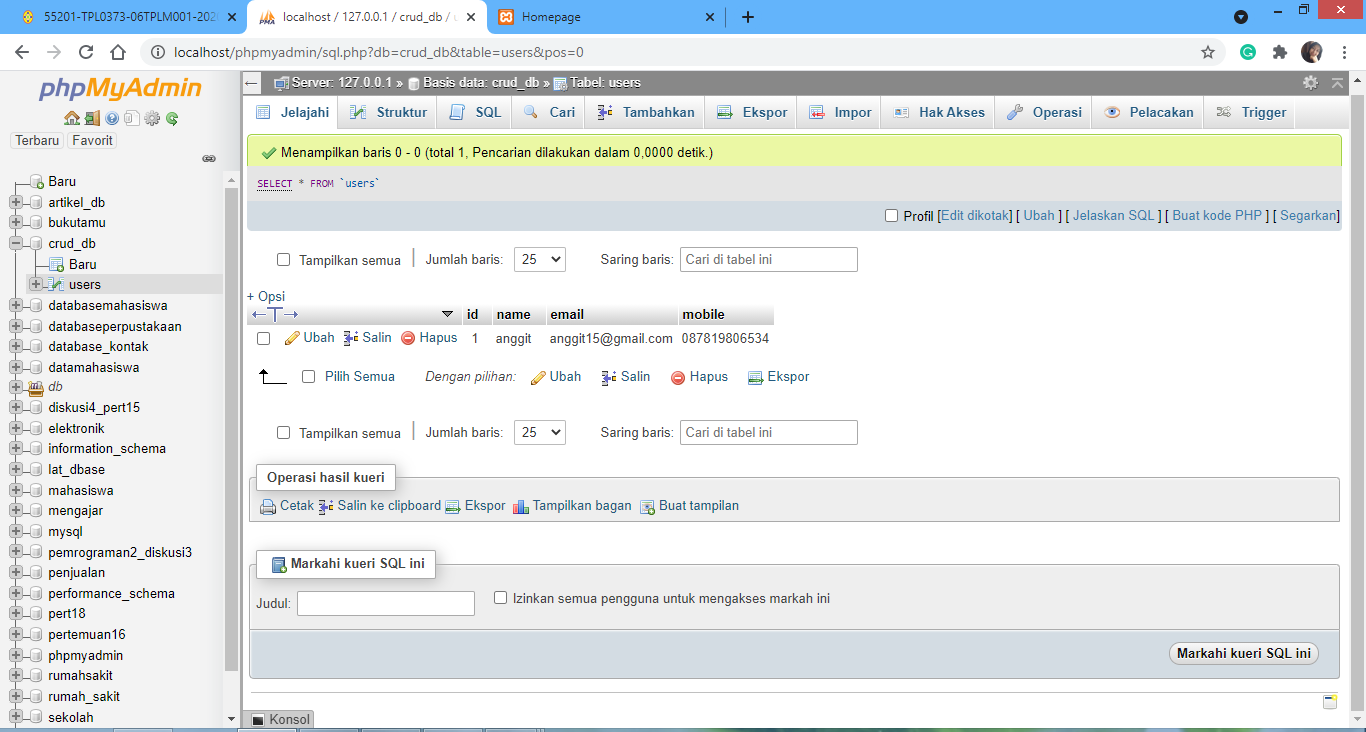 55201-TPL0373-06TPLM001-202
localhost / 127.0.0.1 / crud_db / u
Homepage
localhost/phpmyadmin/sql.php?db=crud_db&table=users&pos=0
phpMyAdmin
Terbaru Favorit
Baru
artikel_db
bukutamu
crud_db
Baru
users
databasemahasiswa
databaseperpustakaan
database_kontak
datamahasiswa
db
diskusi4_pert15
elektronik
information_schema
lat_dbase
mahasiswa
mengajar
mysql
pemrograman2_diskusi3
penjualan
performance_schema
pert18
pertemuan16
phpmyadmin
rumahsakit
rumah_sakit
sekolah
Server: 127.0.0.1 » Basis data: crud_db » Tabel: users
Jelajahi Struktur SQL Cari Tambahkan Ekspor Impor Hak Akses Operasi Pelacakan Trigger
Menampilkan baris 0 - 0 (total 1, Pencarian dilakukan dalam 0,0000 detik.)
SELECT * FROM `users`
Profil [Edit dikotak] [ Ubah ] [ Jelaskan SQL ] [ Buat kode PHP ] [ Segarkan]
Tampilkan semua | Jumlah baris: 25 Saring baris: Cari di tabel ini
+ Opsi
←T→ id name email mobile
Ubah Salin Hapus 1 anggit anggit15@gmail.com 087819806534
Pilih Semua Dengan pilihan: Ubah Salin Hapus Ekspor
Tampilkan semua | Jumlah baris: 25 Saring baris: Cari di tabel ini
Operasi hasil kueri
Cetak Salin ke clipboard Ekspor Tampilkan bagan Buat tampilan
Markahi kueri SQL ini
Judul: Izinkan semua pengguna untuk mengakses markah ini
Markahi kueri SQL ini
Konsol